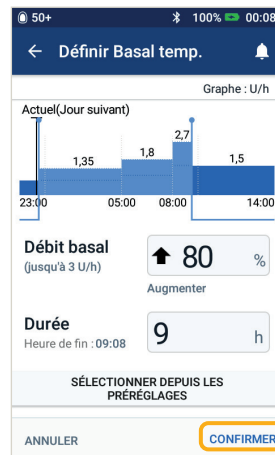 50+ 100% 00:08
Définir Basal temp.
Graphe : U/h
Actuel(Jour suivant)
2,7
1,8
1,35
1,5
23:00 05:00 08:00 14:00
Débit basal
(jusqu'à 3 U/h)
80 %
Augmenter
Durée
Heure de fin : 09:08
9 h
SÉLECTIONNER DEPUIS LES
PRÉRÉGLAGES
ANNULER CONFIRMER